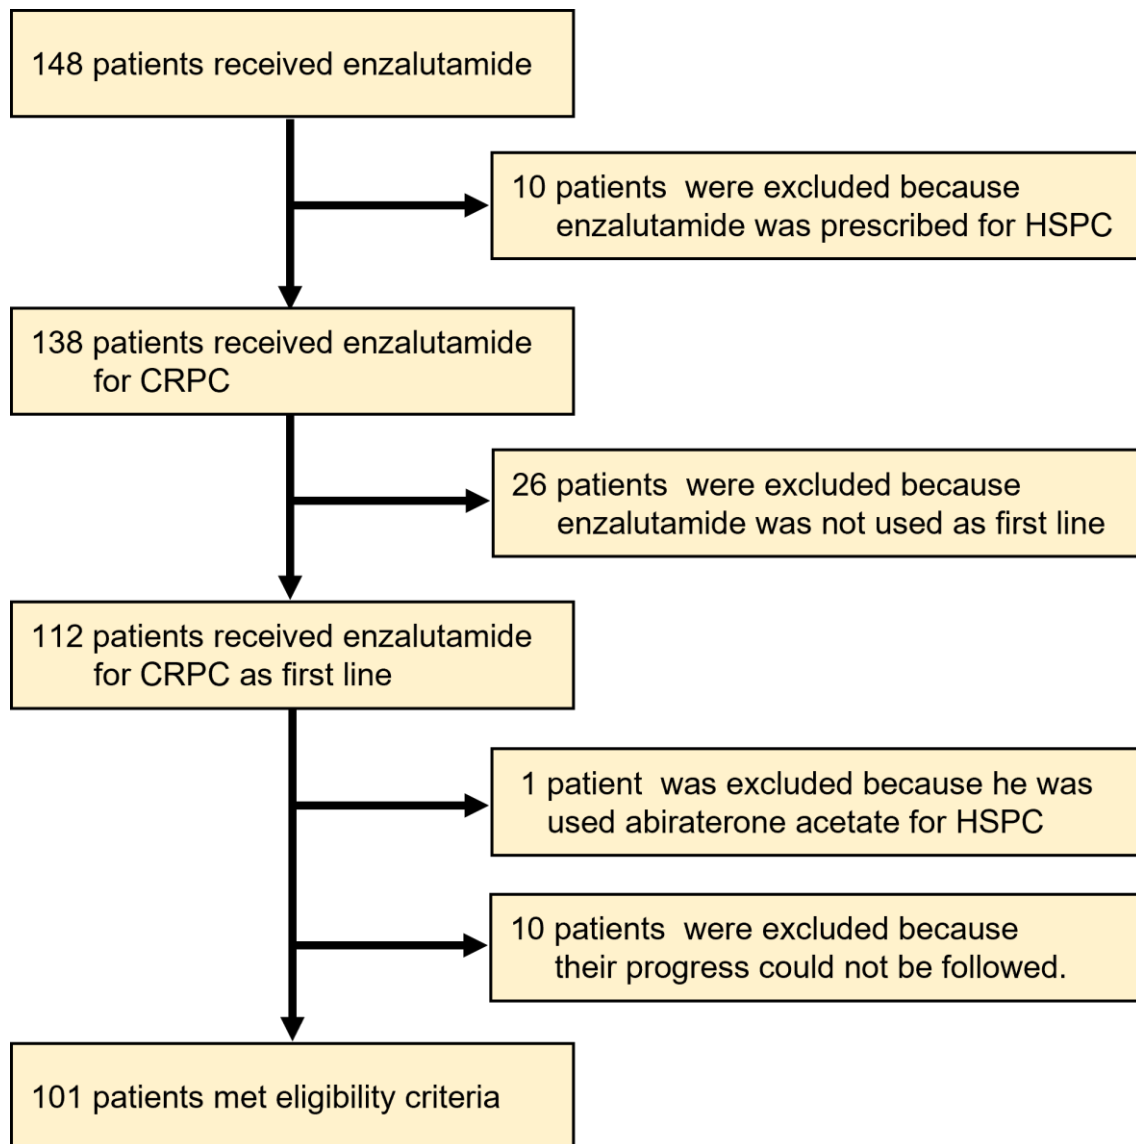 148 patients received enzalutamide
10 patients were excluded because
enzalutamide was prescribed for HSPC
138 patients received enzalutamide
for CRPC
26 patients were excluded because
enzalutamide was not used as first line
112 patients received enzalutamide
for CRPC as first line
1 patient was excluded because he was
used abiraterone acetate for HSPC
10 patients were excluded because
their progress could not be followed.
101 patients met eligibility criteria